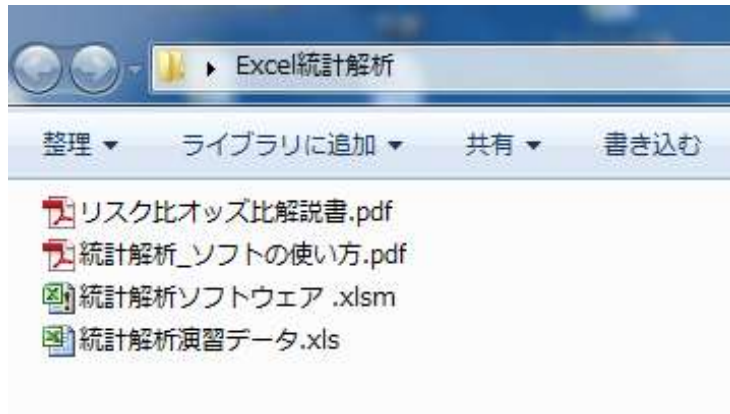 Excel統計解析
整理 ライブラリに追加 共有 書き込む
リスク比オッズ比解説書.pdf
統計解析_ソフトの使い方.pdf
統計解析ソフトウェア .xlsm
統計解析演習データ.xls